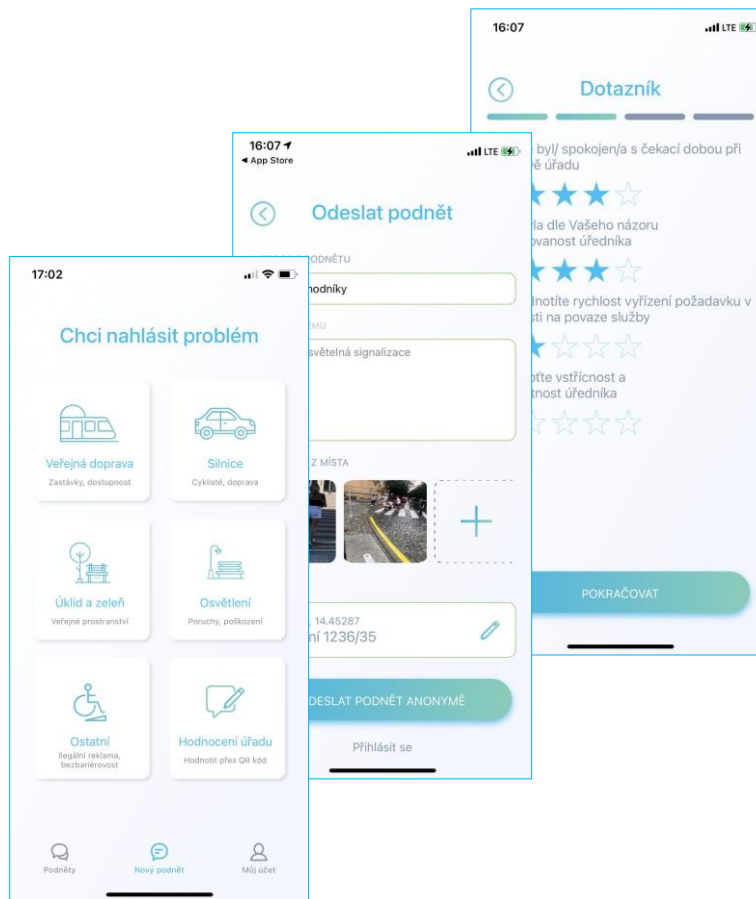 17:02
Chci nahlásit problém
Veřejná doprava
Zastávky, dostupnost
Silnice
Cyklisté, doprava
Úklid a zeleň
Veřejné prostranství
Osvětlení
Poruchy, poškození
Ostatní
Ilegální reklama,
bezbariérovost
Hodnocení úřadu
Hodnotit přes QR kód
Podněty
Nový podnět
Můj účet
16:07
App Store
LTE
Odeslat podnět
PODNĚTU
hodníky
světelná signalizace
Z MÍSTA
, 14.45287
ní 1236/35
DESLAT PODNĚT ANONYMĚ
Přihlásit se
16:07
LTE
Dotazník
byl/ spokojen/a s čekací dobou při
ě úřadu
la dle Vašeho názoru
ovanost úředníka
notíte rychlost vyřízení požadavku v
sti na povaze služby
te vstřícnost a
tnost úředníka
POKRAČOVAT